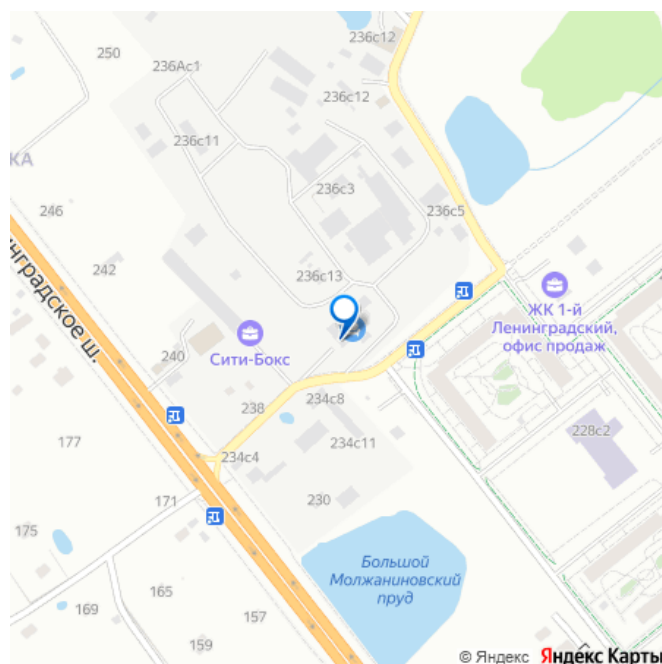 236с12
250
236Ас1
236с12
236с11
КА
236с3
246
236с5
242
236с13
ЖК 1-й
Ленинградский,
офис продаж
нградское ш.
Сити-Бокс
240
234с8
238
228с2
177
234с11
234с4
171
230
175
Большой
Молжаниновский
пруд
165
169
157
159
© Яндекс Яндекс Карты